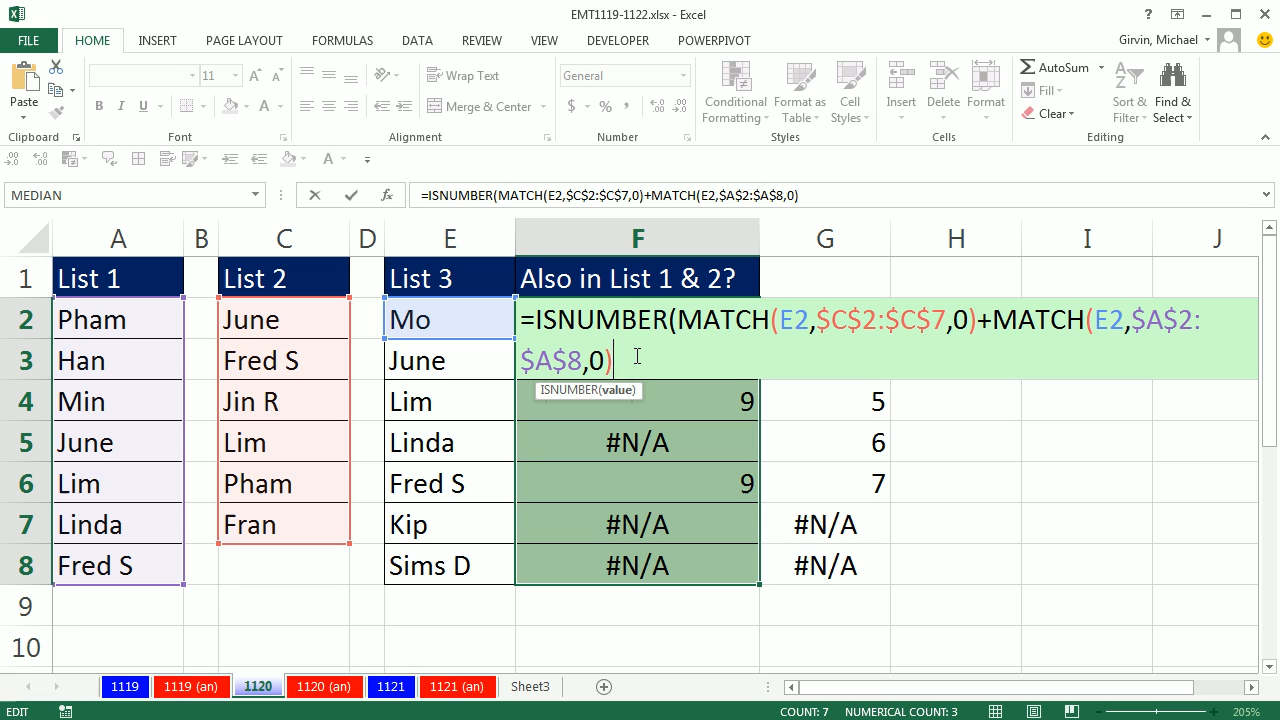 EMT1119-1122.xlsx - Excel
FILE HOME INSERT PAGE LAYOUT FORMULAS DATA REVIEW VIEW DEVELOPER POWERPIVOT Girvin, Michael
11 Wrap Text General AutoSum
Fill
Paste Merge & Center Conditional Formatting Format as Table Cell Styles Insert Delete Format Clear Sort & Filter Find & Select
Clipboard Font Alignment Number Styles Cells Editing
MEDIAN =ISNUMBER(MATCH(E2,$C$2:$C$7,0)+MATCH(E2,$A$2:$A$8,0)
A B C D E F G H I J
1 List 1 List 2 List 3 Also in List 1 & 2?
2 Pham June Mo =ISNUMBER(MATCH(E2,$C$2:$C$7,0)+MATCH(E2,$A$2:
3 Han Fred S June $A$8,0)
ISNUMBER(value)
4 Min Jin R Lim 9 5
5 June Lim Linda #N/A 6
6 Lim Pham Fred S 9 7
7 Linda Fran Kip #N/A #N/A
8 Fred S Sims D #N/A #N/A
9
10
1119 1119 (an) 1120 1120 (an) 1121 1121 (an) Sheet3
EDIT COUNT: 7 NUMERICAL COUNT: 3 205%